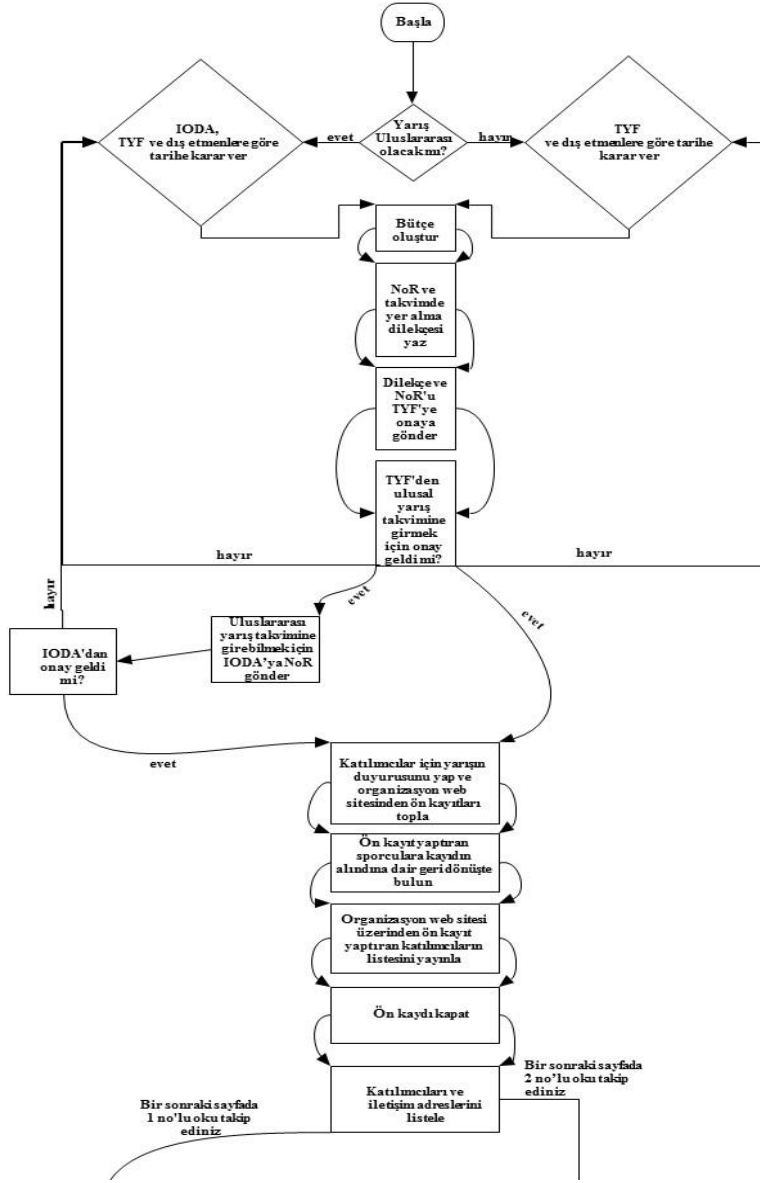 Başla
Yarış
Uluslararası
olacak mı?
evet
hayır
IODA,
TYF ve dış etmenlere göre
tarihe karar ver
TYF
ve dış etmenlere göre tarihe
karar ver
Bütçe
oluştur
NoR ve
takvimde
yer alma
dilekçesi
yaz
Dilekçe ve
NoR'u
TYF'ye
onaya
gönder
TYF'den
ulusal
yarış
takvimine
girmek
için onay
geldi mi?
hayır
hayır
hayır
evet
evet
Uluslararası
yarış takvimine
girebilmek için
IODA'ya NoR
gönder
IODA'dan
onay geldi
mi?
evet
Katılımcılar için yarışın
duyurusunu yap ve
organizasyon web
sitesinden ön kayıtları
topla
Ön kayıt yaptıran
sporculara kayıdın
alındına dair geri dönüşte
bulun
Organizasyon web sitesi
üzerinden ön kayıt
yaptıran katılımcıların
listesini yayınla
Ön kaydı kapat
Katılımcıları ve
iletişim adreslerini
listele
Bir sonraki sayfada
1 no'lu oku takip
ediniz
Bir sonraki sayfada
2 no'lu oku takip
ediniz